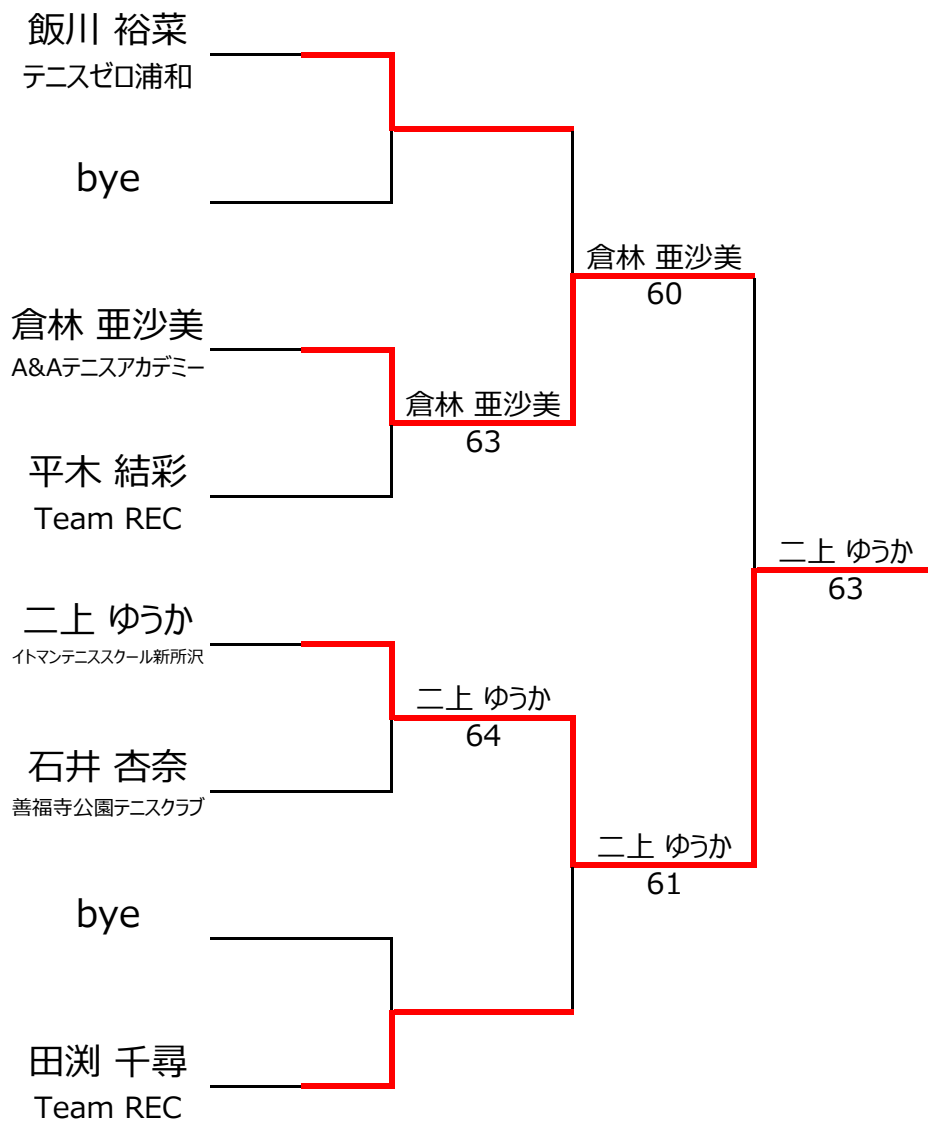 飯川 裕菜
テニスゼロ浦和
bye
倉林 亜沙美
60
倉林 亜沙美
A&Aテニスアカデミー
倉林 亜沙美
63
平木 結彩
Team REC
二上 ゆうか
63
二上 ゆうか
イトマンテニススクール新所沢
二上 ゆうか
64
石井 杏奈
善福寺公園テニスクラブ
二上 ゆうか
61
bye
田渕 千尋
Team REC